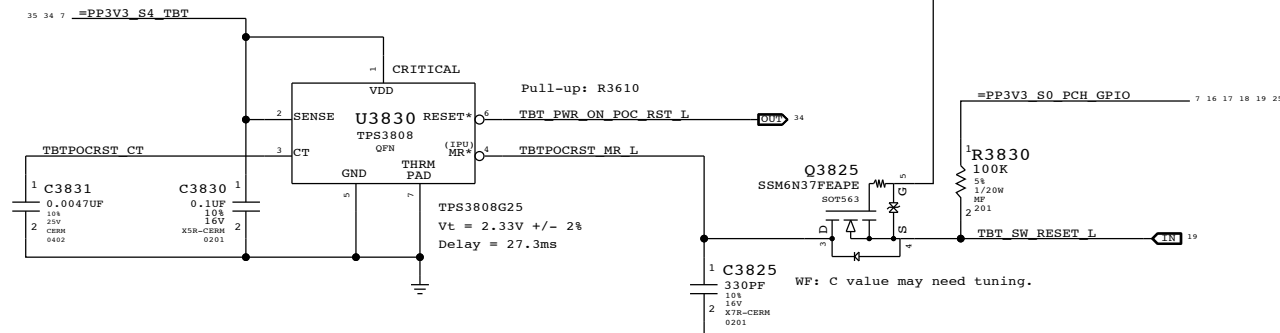 35 34 7 =PP3V3_S4_TBT
1 CRITICAL
VDD
Pull-up: R3610
=PP3V3_S0_PCH_GPIO 7 16 17 18 19 25
2 SENSE U3830 RESET* 6 TBT_PWR_ON_POC_RST_L OUT 34
TPS3808
QFN
(IPU)
TBTPOCRST_CT 3 CT MR* 4 TBTPOCRST_MR_L
THRM
GND PAD
5 7
1 C3831
0.0047UF
10%
25V
2 CERM
0402
C3830 1
0.1UF
10%
16V
X5R-CERM 2
0201
TPS3808G25
Vt = 2.33V +/- 2%
Delay = 27.3ms
Q3825
SSM6N37FEAPE
SOT563
G 5
D 3
S 4
1 R3830
100K
5%
1/20W
MF
201
2
TBT_SW_RESET_L IN 19
1 C3825
330PF
10%
16V
2 X7R-CERM
0201
WF: C value may need tuning.